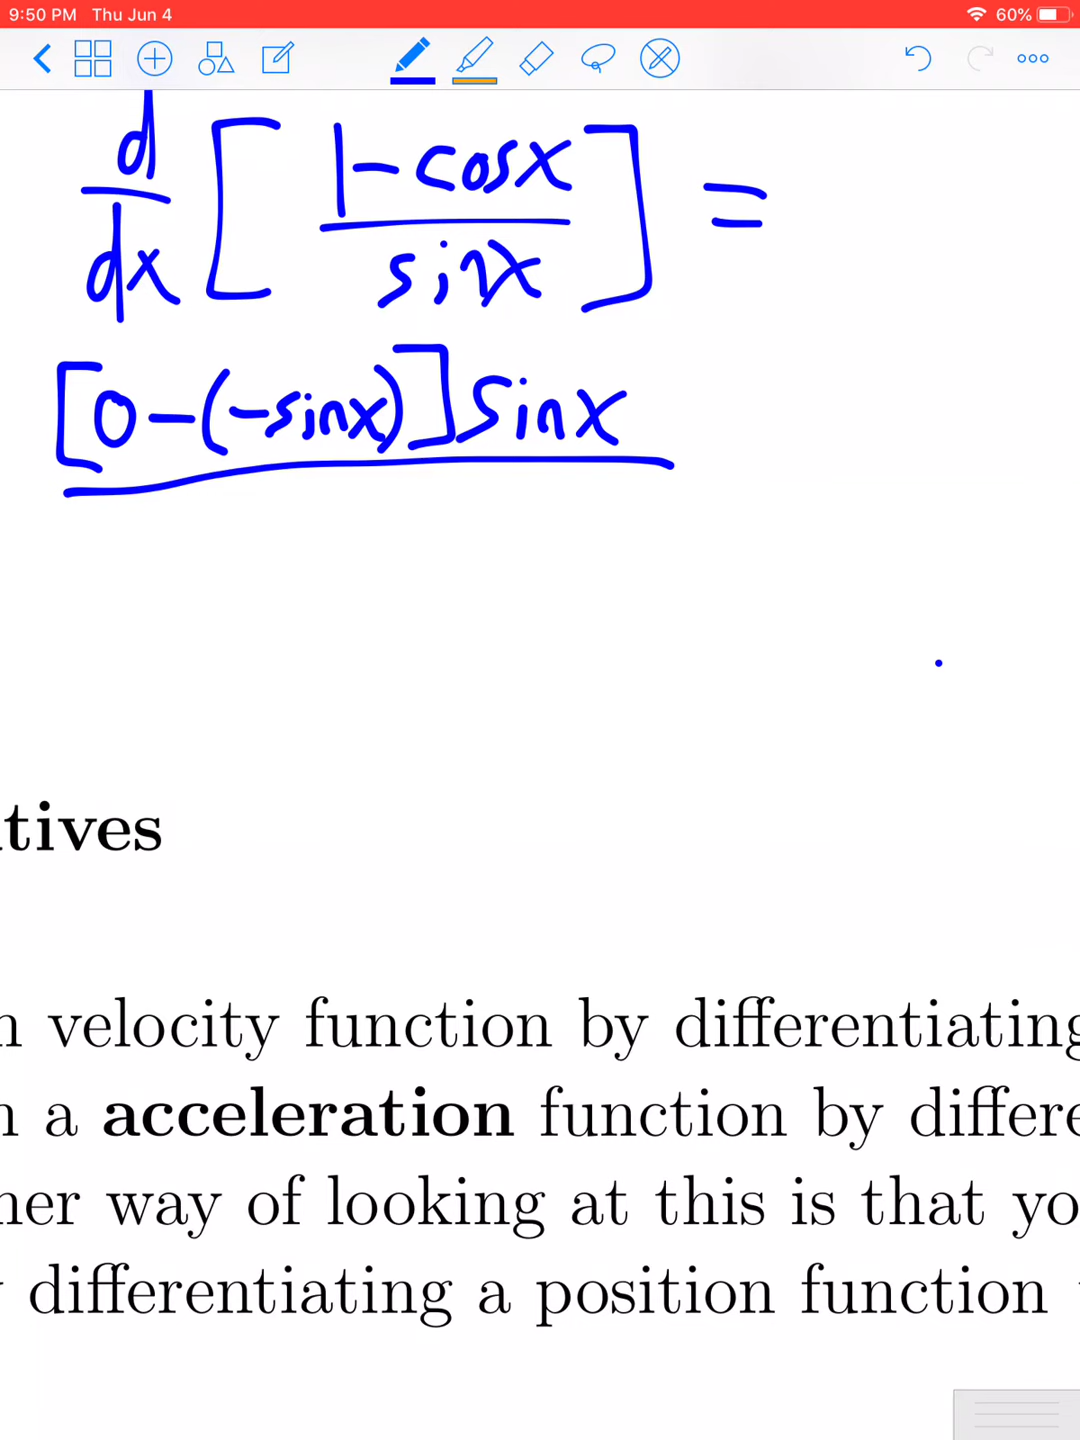 9:50 PM Thu Jun 4 60%
d/dx [ (1 - cosx)/(sinx) ] =
[0-(-sinx)]sinx
tives
n velocity function by differentiating
n a acceleration function by differe
her way of looking at this is that yo
differentiating a position function